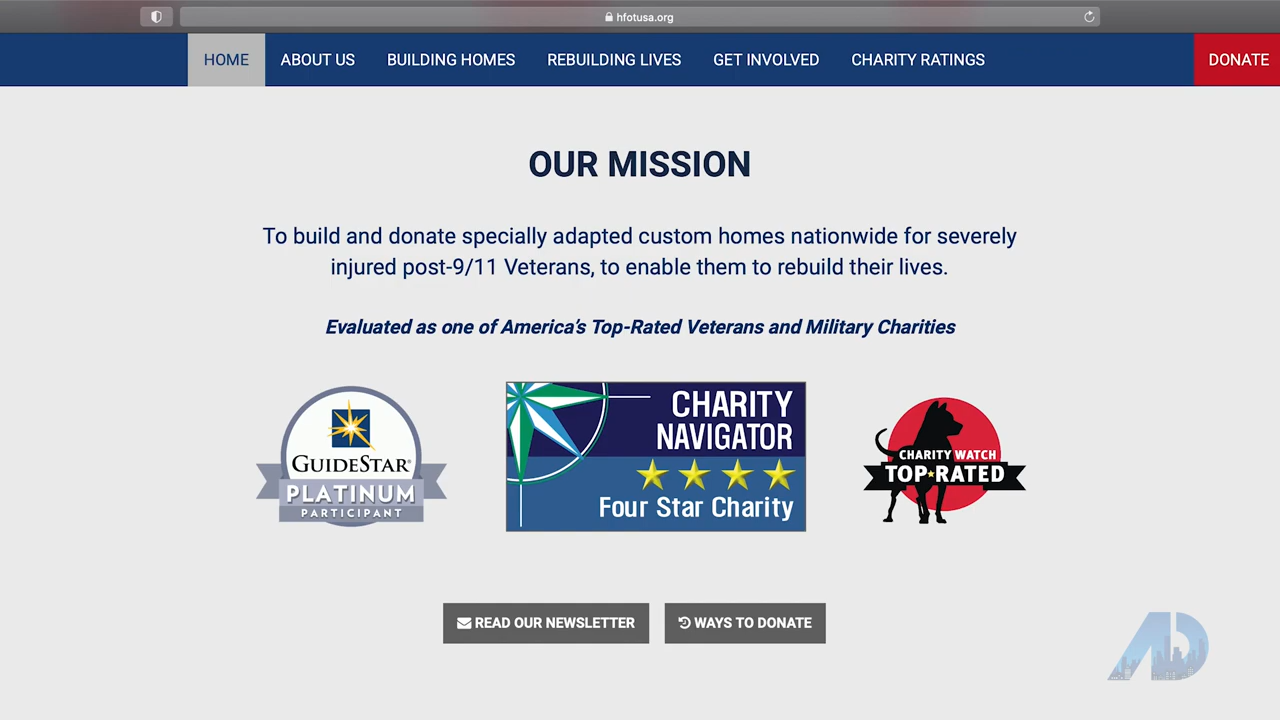 hfotusa.org
HOME
ABOUT US
BUILDING HOMES
REBUILDING LIVES
GET INVOLVED
CHARITY RATINGS
DONATE
OUR MISSION
To build and donate specially adapted custom homes nationwide for severely
injured post-9/11 Veterans, to enable them to rebuild their lives.
Evaluated as one of America's Top-Rated Veterans and Military Charities
GUIDESTAR®
PLATINUM
PARTICIPANT
CHARITY
NAVIGATOR
Four Star Charity
CHARITY WATCH
TOP★RATED
READ OUR NEWSLETTER
WAYS TO DONATE
AD